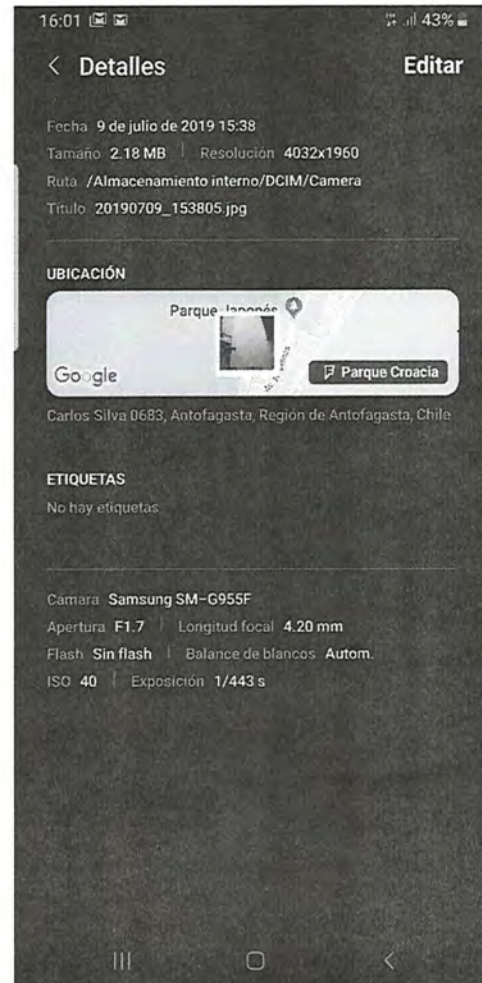 16:01 43%
< Detalles Editar
Fecha 9 de julio de 2019 15:38
Tamaño 2.18 MB | Resolución 4032x1960
Ruta /Almacenamiento interno/DCIM/Camera
Título 20190709_153805.jpg
UBICACIÓN
Parque Japonés
Google
Parque Croacia
Carlos Silva 0683, Antofagasta, Región de Antofagasta, Chile
ETIQUETAS
No hay etiquetas
Cámara Samsung SM-G955F
Apertura F1.7 | Longitud focal 4.20 mm
Flash Sin flash | Balance de blancos Autom.
ISO 40 | Exposición 1/443 s